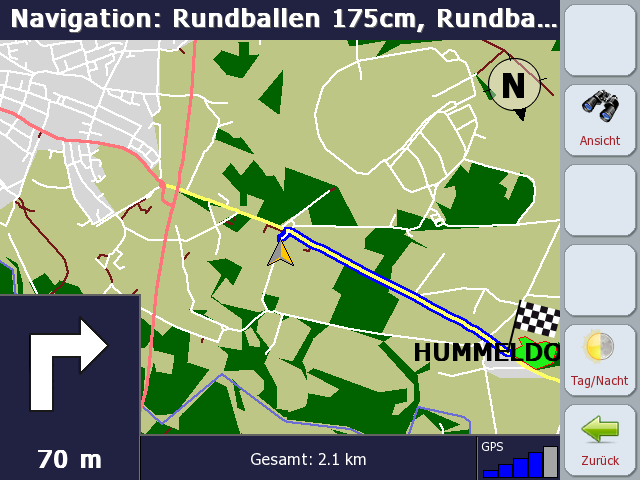 Navigation: Rundballen 175cm, Rundba...
N
Ansicht
HUMMELDO
Tag/Nacht
70 m
Gesamt: 2.1 km
GPS
Zurück